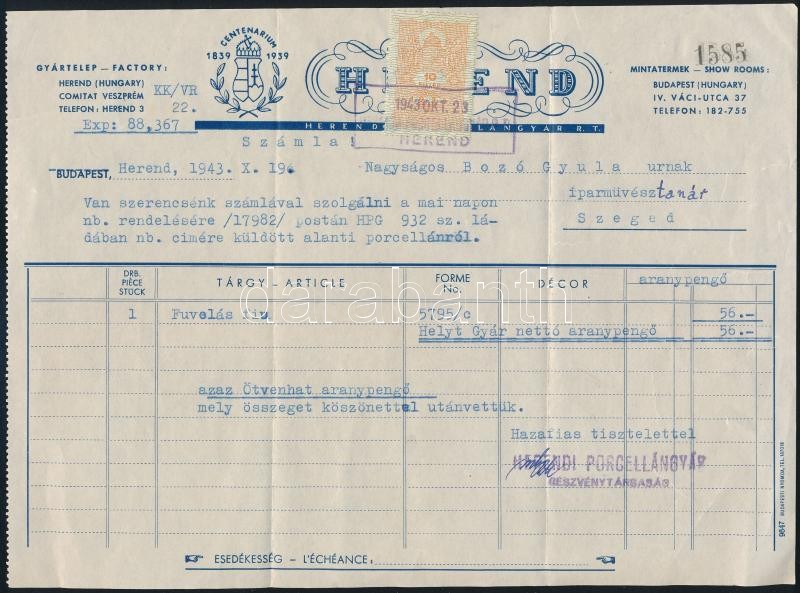 CENTENARIUM
1839 1939
GYÁRTELEP — FACTORY:
HEREND (HUNGARY)
COMITAT VESZPRÉM
TELEFON: HEREND 3
KK/VR
22.
Exp: 88,367
10
1943 OKT. 23
HEREND
1585
MINTATERMEK — SHOW ROOMS:
BUDAPEST (HUNGARY)
IV. VÁCI-UTCA 37
TELEFON: 182-755
Számla
BUDAPEST, Herend, 1943. X. 19.
Nagyságos Bozó Gyula urnak
iparmüvésztanár
Szeged
Van szerencsénk számlával szolgálni a mai napon
nb. rendelésére /17982/ postán HPG 932 sz. lá-
dában nb. cimére küldött alanti porcellánról.
DRB.
PIÈCE
STÜCK
TÁRGY — ARTICLE
FORME
No.
DÉCOR
aranypengő
1 Fuvolás fiu 5795/c 56.—
Helyt Gyár nettó aranypengő 56.—
darabanth
azaz Ötvenhat aranypengő
mely összeget köszönettel utánvettük.
Hazafias tisztelettel
HERENDI PORCELLÁNGYÁR
RÉSZVÉNYTÁRSASÁG
ESEDÉKESSÉG — L'ÉCHÉANCE: